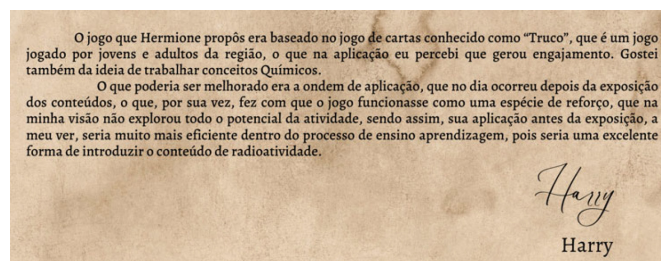 O jogo que Hermione propôs era baseado no jogo de cartas conhecido como “Truco”, que é um jogo
jogado por jovens e adultos da região, o que na aplicação eu percebi que gerou engajamento. Gostei
também da ideia de trabalhar conceitos Químicos.
O que poderia ser melhorado era a ondem de aplicação, que no dia ocorreu depois da exposição
dos conteúdos, o que, por sua vez, fez com que o jogo funcionasse como uma espécie de reforço, que na
minha visão não explorou todo o potencial da atividade, sendo assim, sua aplicação antes da exposição, a
meu ver, seria muito mais eficiente dentro do processo de ensino aprendizagem, pois seria uma excelente
forma de introduzir o conteúdo de radioatividade.
Harry
Harry